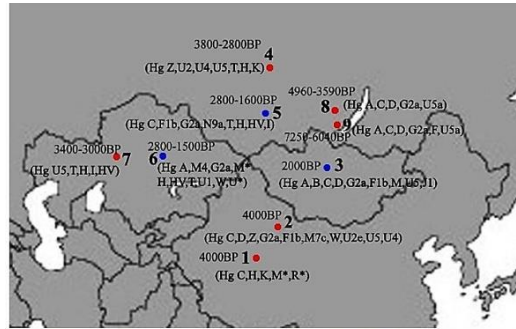 3800-2800BP
4
(Hg Z,U2,U4,U5,T,H,K)
2800-1600BP
5
(Hg C,F1b,G2a,N9a,T,H,HV,I)
4960-3590BP
8
(Hg A,C,D,G2a,U5a)
9
(Hg A,C,D,G2a,F,U5a)
7250-6040BP
3400-3000BP
7
(Hg U5,T,H,I,HV)
2800-1500BP
6
(Hg A,M4,G2a,M*
H,HV,T,U1,W,U*)
2000BP
3
(Hg A,B,C,D,G2a,F1b,M,U5,J1)
4000BP
2
(Hg C,D,Z,G2a,F1b,M7c,W,U2e,U5,U4)
4000BP
1
(Hg C,H,K,M*,R*)